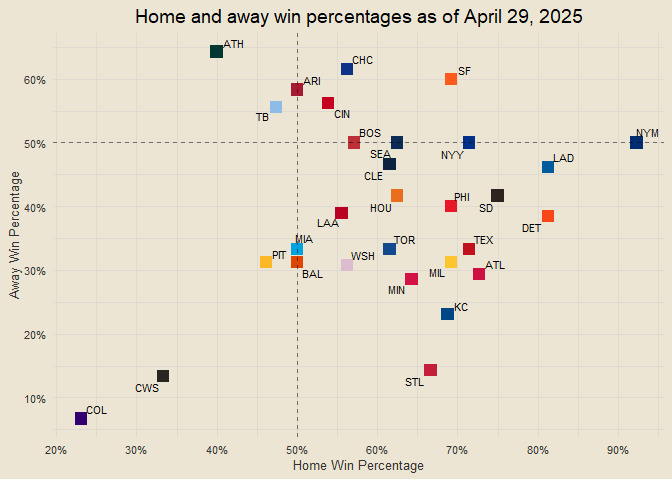 Home and away win percentages as of April 29, 2025
ATH
CHC
SF
60%
ARI
TB
CIN
BOS
NYM
50%
SEA
NYY
LAD
CLE
HOU
PHI
SD
40%
LAA
DET
MIA
TOR
TEX
PIT
WSH
BAL
MIL
ATL
30%
MIN
KC
20%
STL
CWS
10%
COL
20%
30%
40%
50%
60%
70%
80%
90%
Home Win Percentage
Away Win Percentage